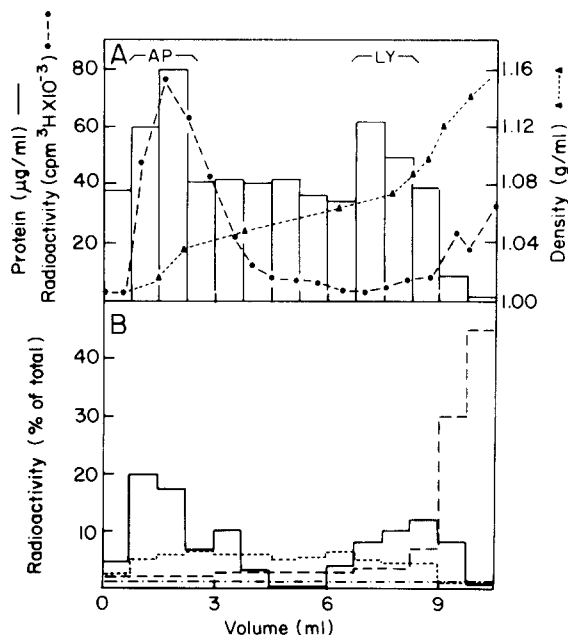 A
AP
LY
Protein (μg/ml)
Radioactivity (cpm ³H×10⁻³)
80
60
40
20
1.16
1.12
1.08
1.04
1.00
Density (g/ml)
B
Radioactivity (% of total)
40
30
20
10
0
3
6
9
Volume (ml)